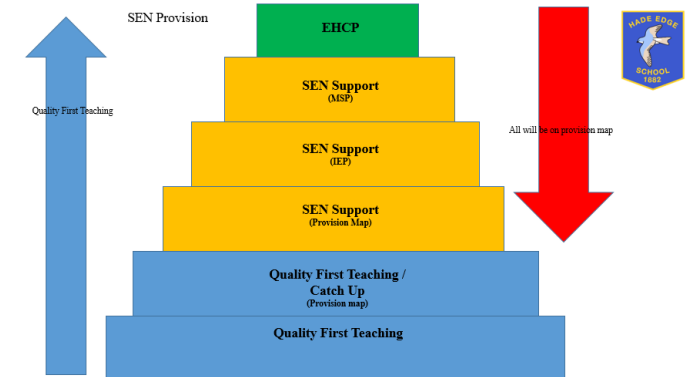 SEN Provision
EHCP
HADE EDGE
SCHOOL
1882
SEN Support
(MSP)
Quality First Teaching
All will be on provision map
SEN Support
(IEP)
SEN Support
(Provision Map)
Quality First Teaching /
Catch Up
(Provision map)
Quality First Teaching